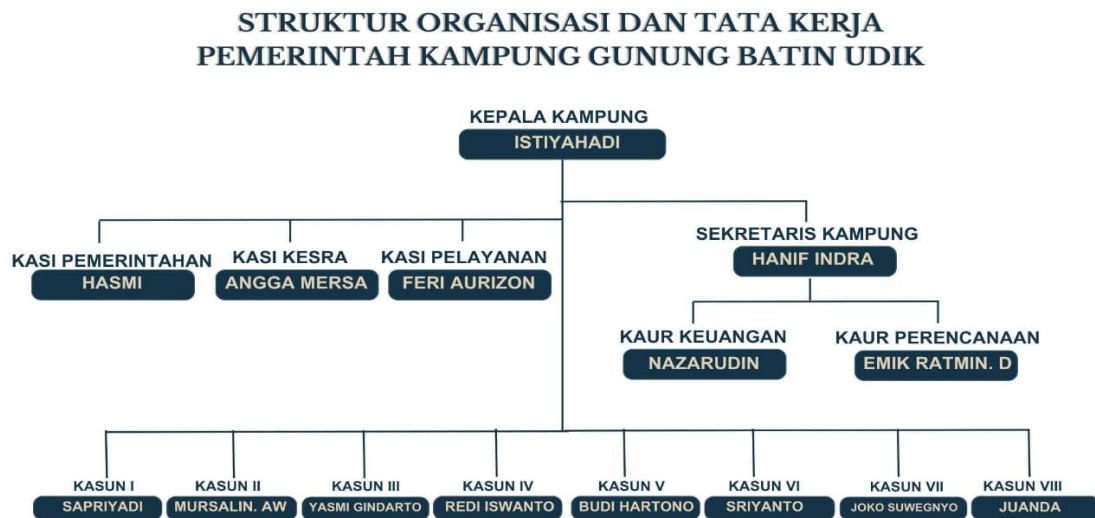 STRUKTUR ORGANISASI DAN TATA KERJA
PEMERINTAH KAMPUNG GUNUNG BATIN UDIK
KEPALA KAMPUNG
ISTIYAHADI
SEKRETARIS KAMPUNG
HANIF INDRA
KASI PEMERINTAHAN
HASMI
KASI KESRA
ANGGA MERSA
KASI PELAYANAN
FERI AURIZON
KAUR KEUANGAN
NAZARUDIN
KAUR PERENCANAAN
EMIK RATMIN. D
KASUN I
SAPRIYADI
KASUN II
MURSALIN. AW
KASUN III
YASMI GINDARTO
KASUN IV
REDI ISWANTO
KASUN V
BUDI HARTONO
KASUN VI
SRIYANTO
KASUN VII
JOKO SUWEGNYO
KASUN VIII
JUANDA